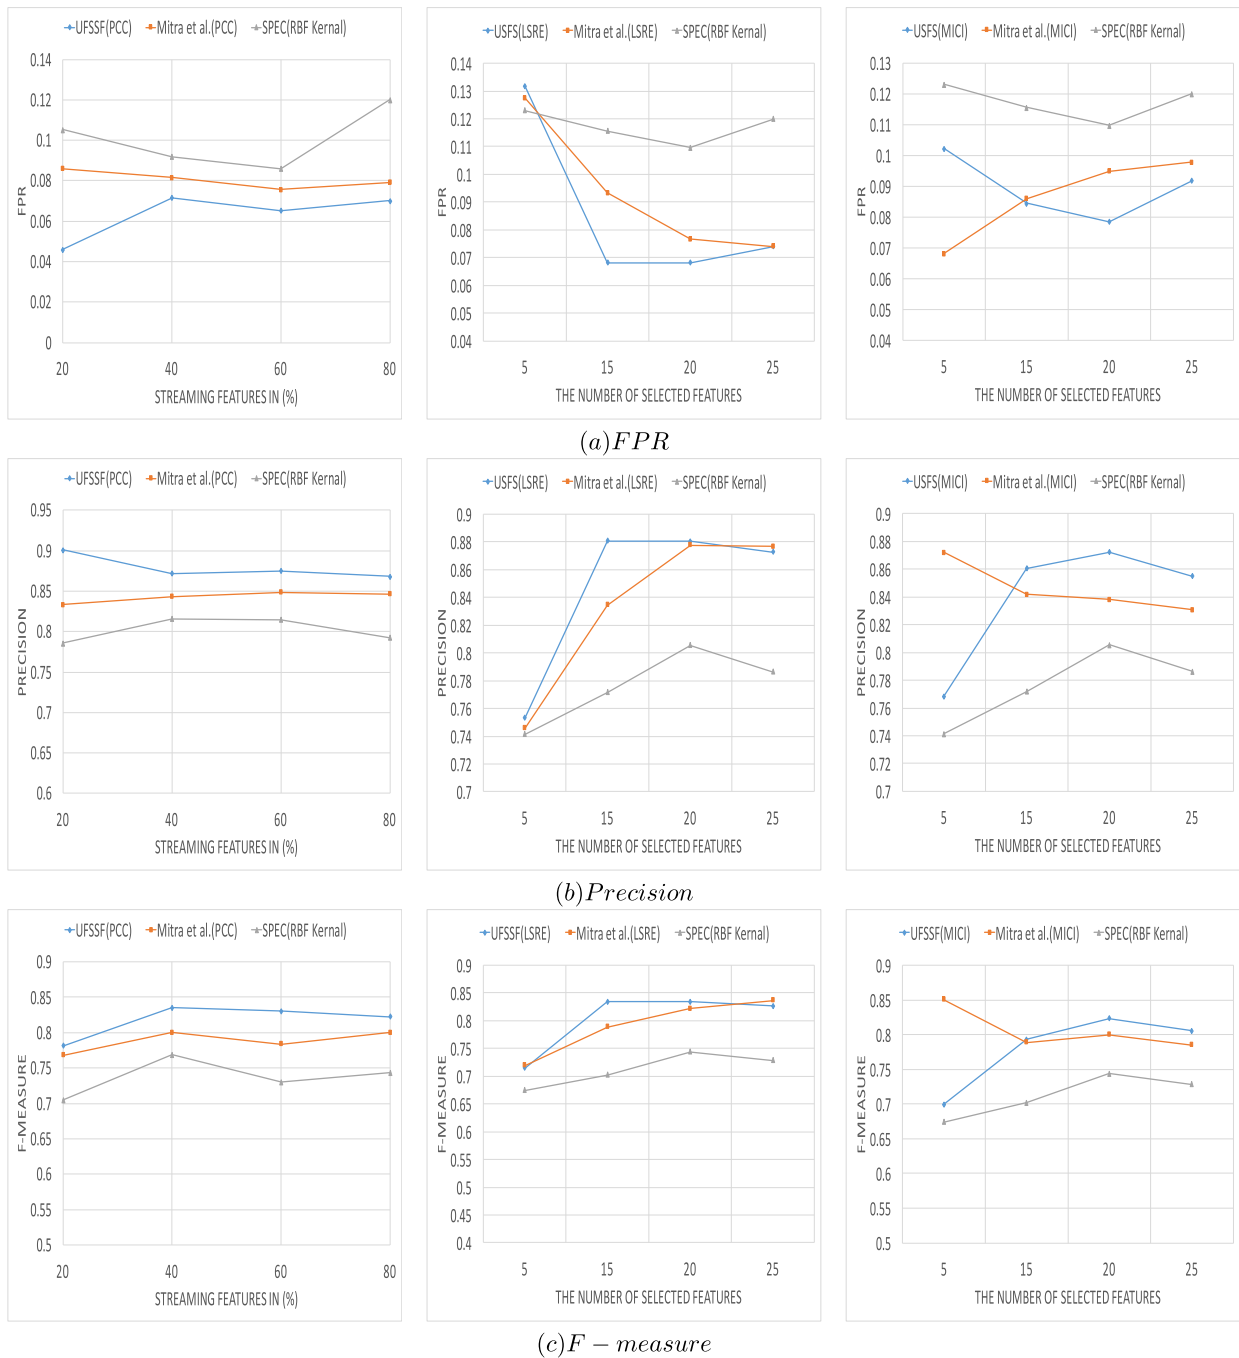 UFSSF(PCC) Mitra et al.(PCC) SPEC(RBF Kernal)
0.14
0.12
0.1
0.08
0.06
0.04
0.02
0
FPR
20 40 60 80
STREAMING FEATURES IN (%)
USFS(LSRE) Mitra et al.(LSRE) SPEC(RBF Kernal)
0.14
0.13
0.12
0.11
0.1
0.09
0.08
0.07
0.06
0.05
0.04
FPR
5 15 20 25
THE NUMBER OF SELECTED FEATURES
USFS(MICI) Mitra et al.(MICI) SPEC(RBF Kernal)
0.13
0.12
0.11
0.1
0.09
0.08
0.07
0.06
0.05
0.04
FPR
5 15 20 25
THE NUMBER OF SELECTED FEATURES
(a)FPR
UFSSF(PCC) Mitra et al.(PCC) SPEC(RBF Kernal)
0.95
0.9
0.85
0.8
0.75
0.7
0.65
0.6
PRECISION
20 40 60 80
STREAMING FEATURES IN (%)
USFS(LSRE) Mitra et al.(LSRE) SPEC(RBF Kernal)
0.9
0.88
0.86
0.84
0.82
0.8
0.78
0.76
0.74
0.72
0.7
PRECISION
5 15 20 25
THE NUMBER OF SELECTED FEATURES
USFS(MICI) Mitra et al.(MICI) SPEC(RBF Kernal)
0.9
0.88
0.86
0.84
0.82
0.8
0.78
0.76
0.74
0.72
0.7
PRECISION
5 15 20 25
THE NUMBER OF SELECTED FEATURES
(b)Precision
UFSSF(PCC) Mitra et al.(PCC) SPEC(RBF Kernal)
0.9
0.85
0.8
0.75
0.7
0.65
0.6
0.55
0.5
F-MEASURE
20 40 60 80
STREAMING FEATURES IN (%)
UFSSF(LSRE) Mitra et al.(LSRE) SPEC(RBF Kernal)
0.9
0.85
0.8
0.75
0.7
0.65
0.6
0.55
0.5
0.45
0.4
F-MEASURE
5 15 20 25
THE NUMBER OF SELECTED FEATURES
UFSSF(MICI) Mitra et al.(MICI) SPEC(RBF Kernal)
0.9
0.85
0.8
0.75
0.7
0.65
0.6
0.55
0.5
F-MEASURE
5 15 20 25
THE NUMBER OF SELECTED FEATURES
(c)F − measure